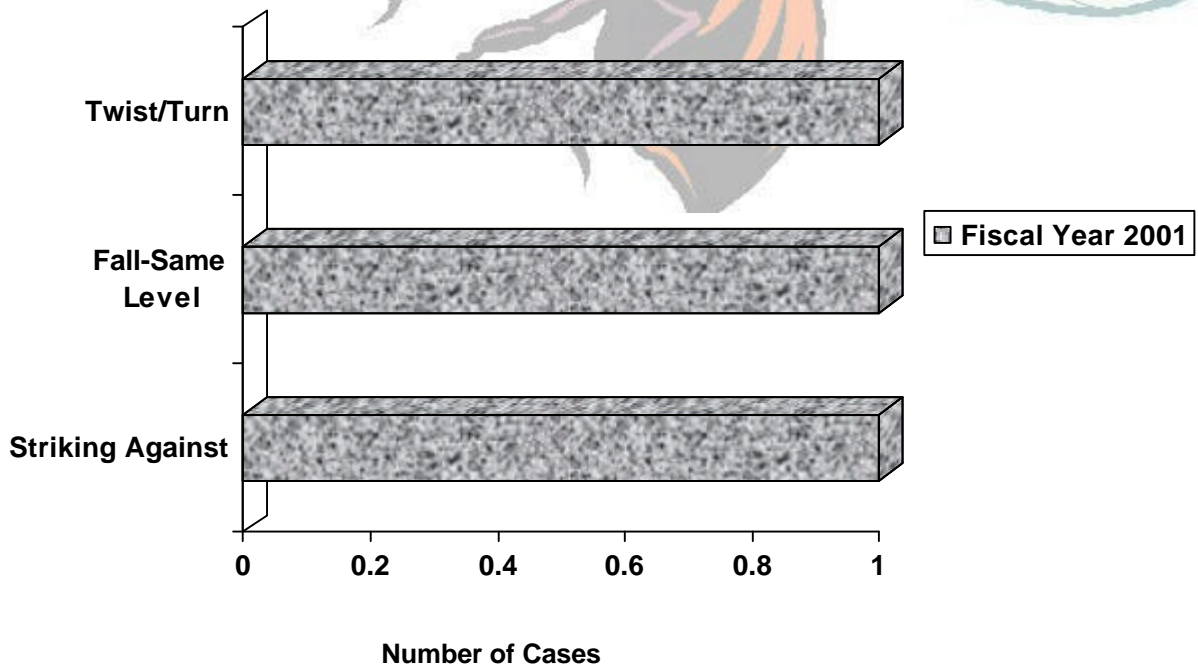 Twist/Turn
Fall-Same
Level
Striking Against
0 0.2 0.4 0.6 0.8 1
Number of Cases
Fiscal Year 2001